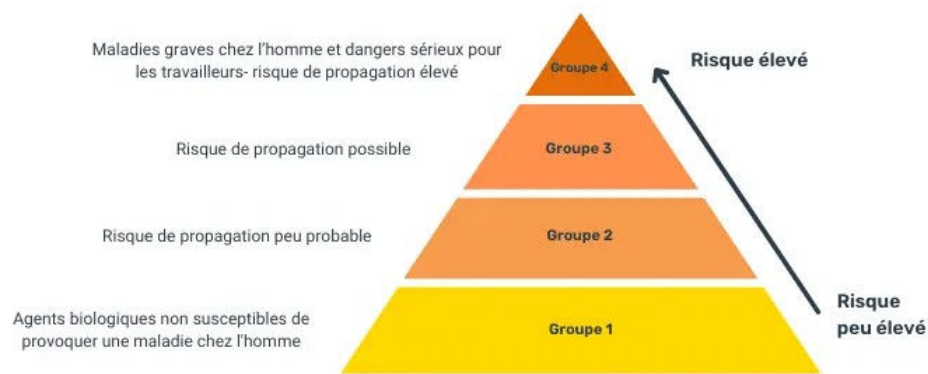 Maladies graves chez l'homme et dangers sérieux pour
les travailleurs- risque de propagation élevé
Groupe 4
Risque élevé
Risque de propagation possible
Groupe 3
Risque de propagation peu probable
Groupe 2
Agents biologiques non susceptibles de
provoquer une maladie chez l'homme
Groupe 1
Risque
peu élevé